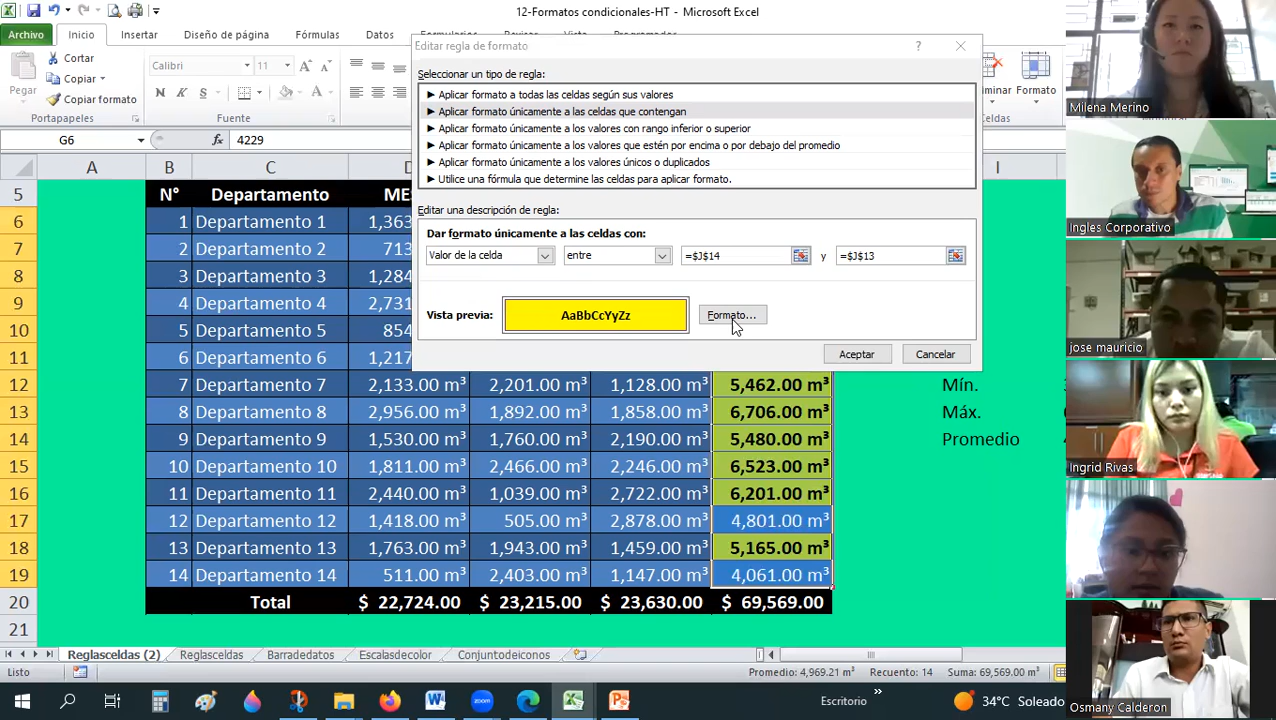 12-Formatos condicionales-HT - Microsoft Excel
Archivo Inicio Insertar Diseño de página Fórmulas Datos
Pegar
Cortar
Copiar
Copiar formato
Portapapeles
Calibri 11
N K S
Fuente
Celdas
G6 fx 4229
Editar regla de formato
Seleccionar un tipo de regla:
► Aplicar formato a todas las celdas según sus valores
► Aplicar formato únicamente a las celdas que contengan
► Aplicar formato únicamente a los valores con rango inferior o superior
► Aplicar formato únicamente a los valores que estén por encima o por debajo del promedio
► Aplicar formato únicamente a los valores únicos o duplicados
► Utilice una fórmula que determine las celdas para aplicar formato.
Editar una descripción de regla:
Dar formato únicamente a las celdas con:
Valor de la celda entre =$J$14 y =$J$13
Vista previa: AaBbCcYyZz Formato...
Aceptar Cancelar
A B C D I
5 N° Departamento
6 1 Departamento 1 1,363
7 2 Departamento 2 713
8 3 Departamento 3 1,284
9 4 Departamento 4 2,731
10 5 Departamento 5 854
11 6 Departamento 6 1,217
12 7 Departamento 7 2,133.00 m³ 2,201.00 m³ 1,128.00 m³ 5,462.00 m³ Mín.
13 8 Departamento 8 2,956.00 m³ 1,892.00 m³ 1,858.00 m³ 6,706.00 m³ Máx.
14 9 Departamento 9 1,530.00 m³ 1,760.00 m³ 2,190.00 m³ 5,480.00 m³ Promedio
15 10 Departamento 10 1,811.00 m³ 2,466.00 m³ 2,246.00 m³ 6,523.00 m³
16 11 Departamento 11 2,440.00 m³ 1,039.00 m³ 2,722.00 m³ 6,201.00 m³
17 12 Departamento 12 1,418.00 m³ 505.00 m³ 2,878.00 m³ 4,801.00 m³
18 13 Departamento 13 1,763.00 m³ 1,943.00 m³ 1,459.00 m³ 5,165.00 m³
19 14 Departamento 14 511.00 m³ 2,403.00 m³ 1,147.00 m³ 4,061.00 m³
20 Total $ 22,724.00 $ 23,215.00 $ 23,630.00 $ 69,569.00
21
Reglasceldas (2) Reglasceldas Barradedatos Escalasdecolor Conjuntodeiconos
Listo Promedio: 4,969.21 m³ Recuento: 14 Suma: 69,569.00 m³
Escritorio » 34°C Soleado
Milena Merino
Ingles Corporativo
jose mauricio
Ingrid Rivas
Osmany Calderon